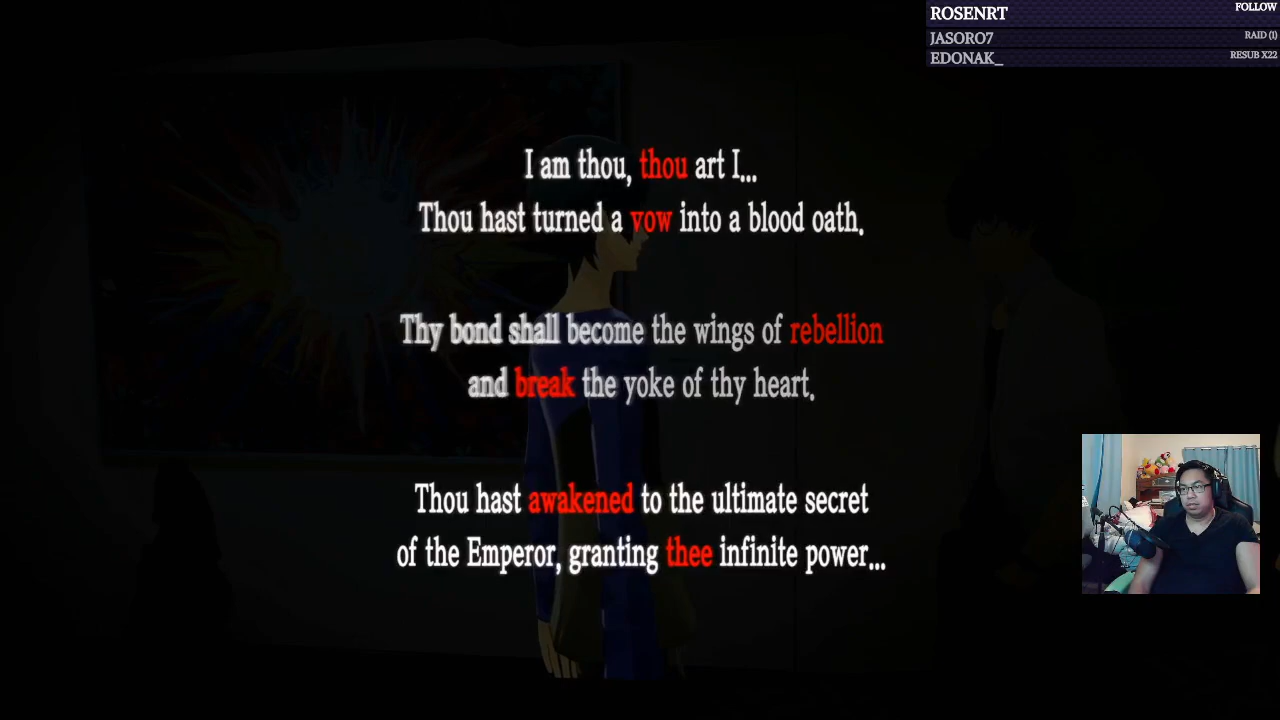 ROSENRT FOLLOW
JASORO7 RAID (1)
EDONAK_ RESUB X22
I am thou, thou art I...
Thou hast turned a vow into a blood oath.
Thy bond shall become the wings of rebellion
and break the yoke of thy heart.
Thou hast awakened to the ultimate secret
of the Emperor, granting thee infinite power...